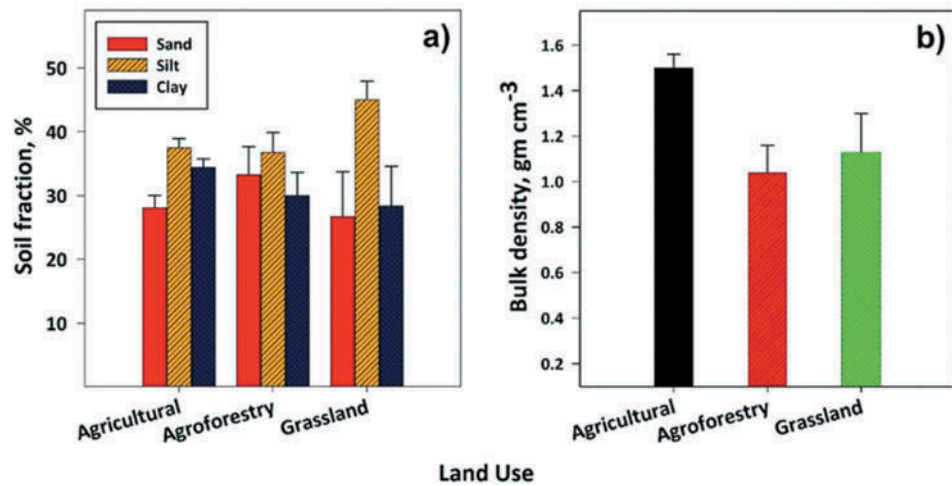 a)
Sand
Silt
Clay
Soil fraction, %
50
40
30
20
10
Agricultural
Agroforestry
Grassland
b)
Bulk density, gm cm-3
1.6
1.4
1.2
1.0
0.8
0.6
0.4
0.2
Agricultural
Agroforestry
Grassland
Land Use